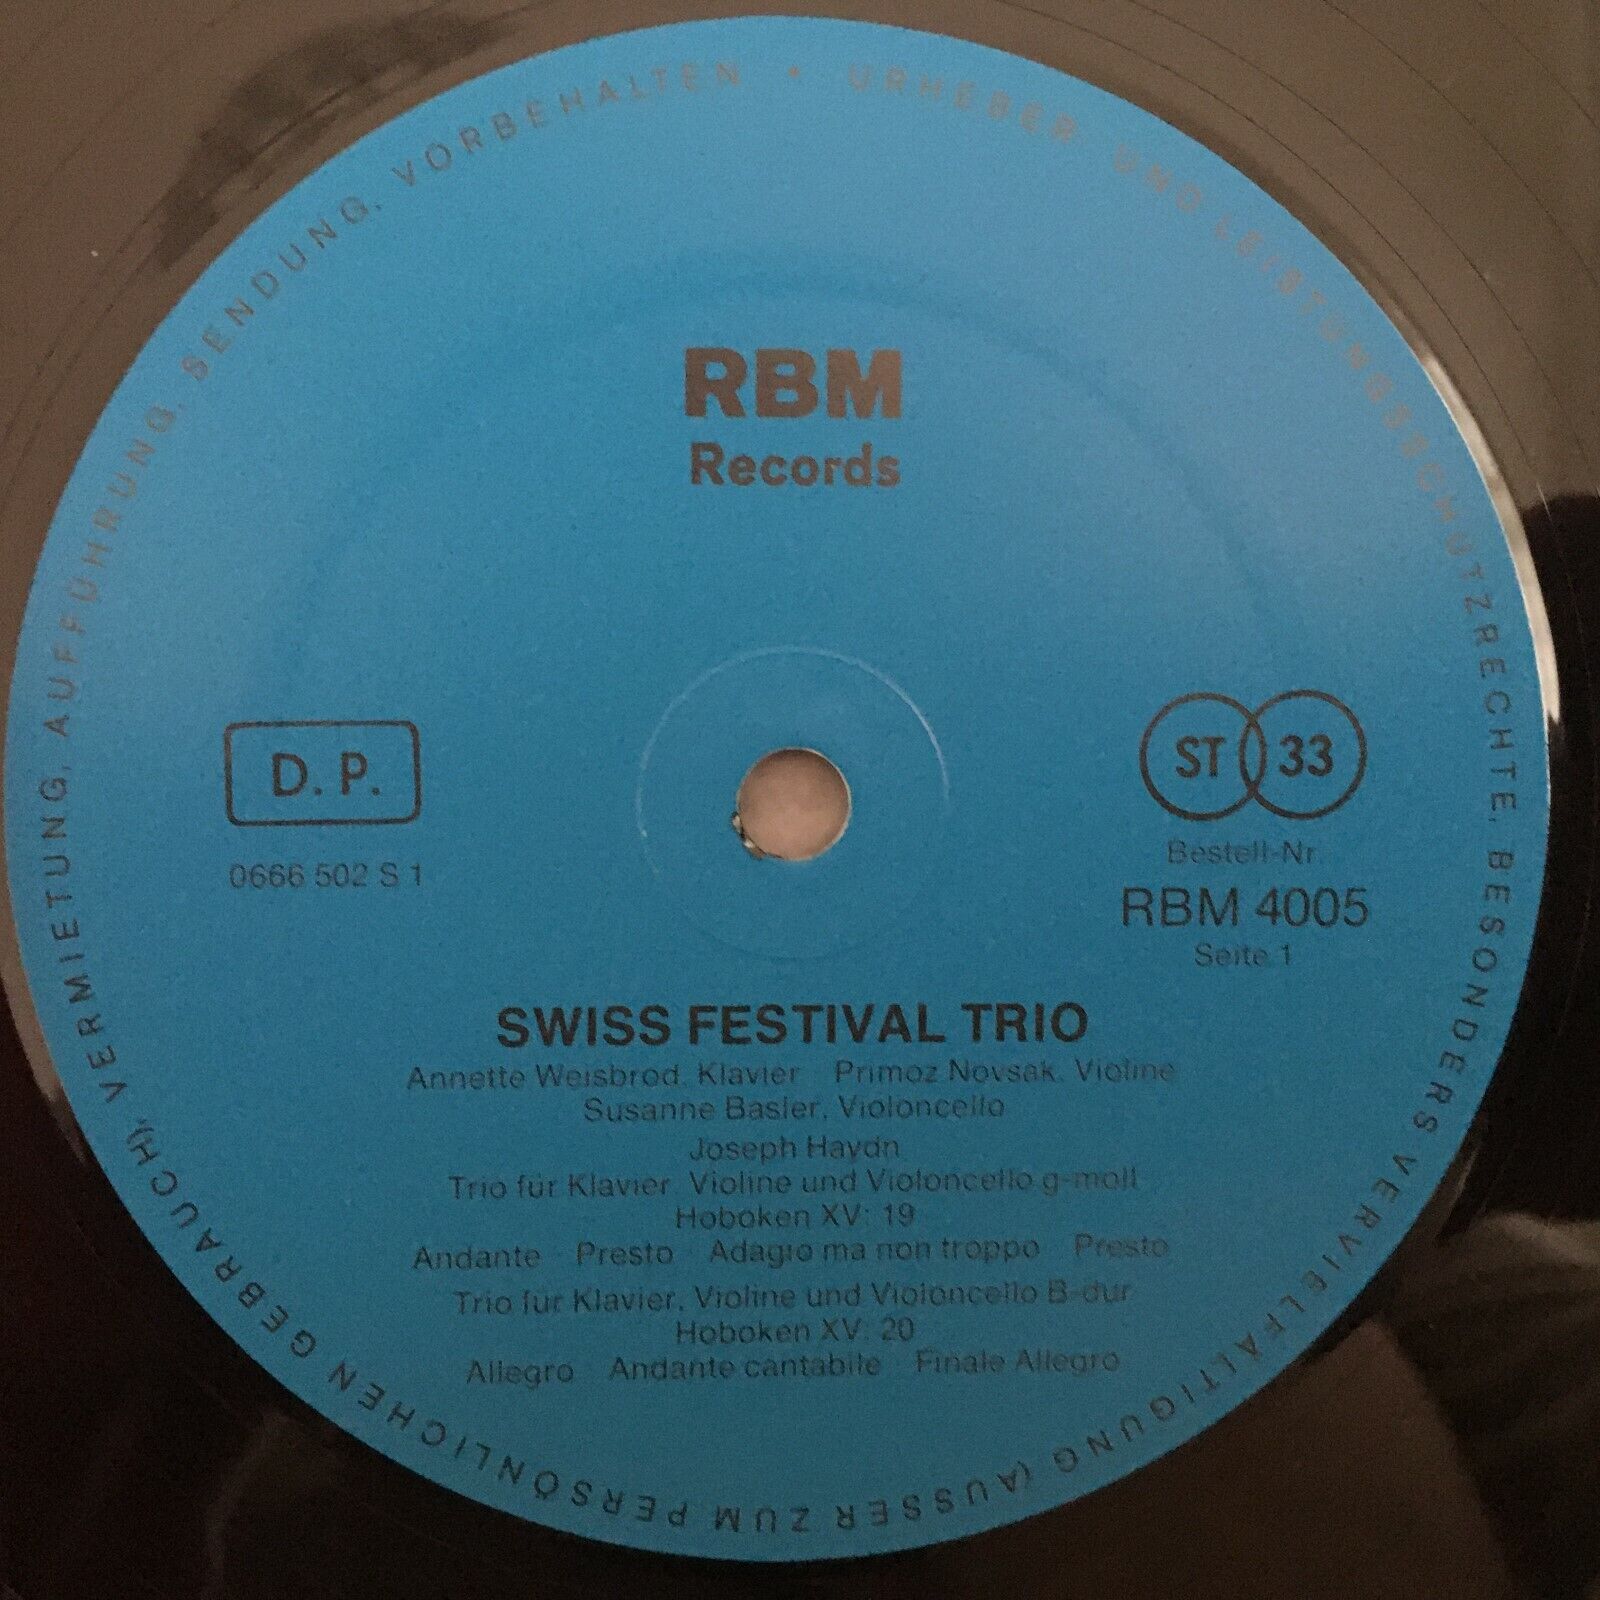 URHEBER- UND LEISTUNGSSCHUTZRECHTE, BESONDERS VERVIELFÄLTIGUNG (AUSSER ZUM PERSÖNLICHEN GEBRAUCH), VERMIETUNG, AUFFÜHRUNG, SENDUNG, VORBEHALTEN •
RBM
Records
D. P.
0666 502 S 1
ST 33
Bestell-Nr.
RBM 4005
Seite 1
SWISS FESTIVAL TRIO
Annette Weisbrod, Klavier · Primoz Novsak, Violine
Susanne Basler, Violoncello
Joseph Haydn
Trio für Klavier, Violine und Violoncello g-moll
Hoboken XV: 19
Andante · Presto · Adagio ma non troppo · Presto
Trio für Klavier, Violine und Violoncello B-dur
Hoboken XV: 20
Allegro · Andante cantabile · Finale Allegro